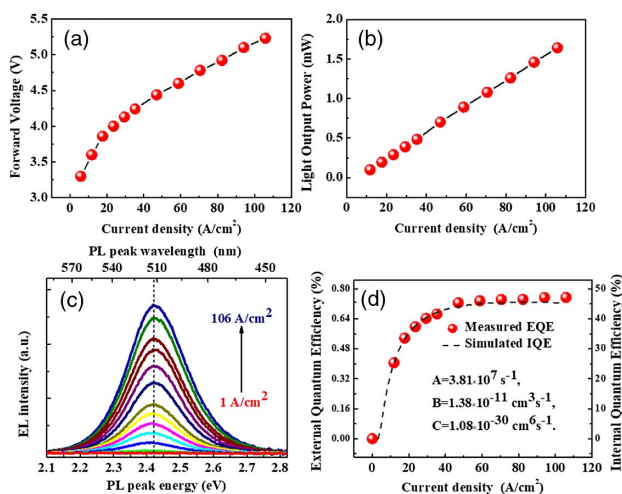 (a)
Forward Voltage (V)
5.5
5.0
4.5
4.0
3.5
3.0
0 20 40 60 80 100 120
Current density (A/cm²)
(b)
Light Output Power (mW)
2.0
1.5
1.0
0.5
0.0
0 20 40 60 80 100 120
Current density (A/cm²)
PL peak wavelength (nm)
570 540 510 480 450
(c)
EL intensity (a.u.)
106 A/cm²
1 A/cm²
2.1 2.2 2.3 2.4 2.5 2.6 2.7 2.8
PL peak energy (eV)
(d)
External Quantum Efficiency (%)
0.80
0.64
0.48
0.32
0.16
0.00
Measured EQE
Simulated IQE
A=3.81×10⁷ s⁻¹,
B=1.38×10⁻¹¹ cm³s⁻¹,
C=1.08·10⁻³⁰ cm⁶s⁻¹.
50
40
30
20
10
0
Internal Quantum Efficiency (%)
0 20 40 60 80 100 120
Current density (A/cm²)